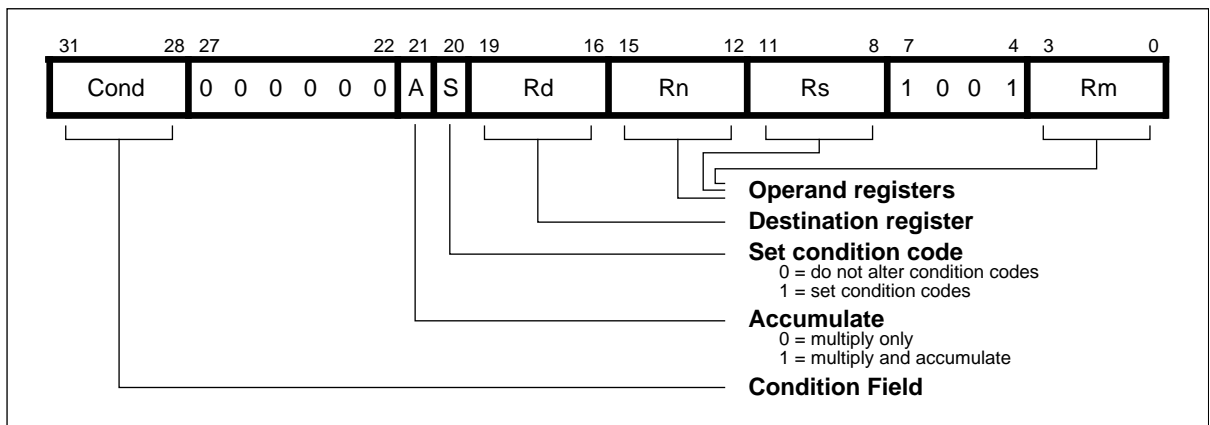 31 28 27 22 21 20 19 16 15 12 11 8 7 4 3 0
Cond 0 0 0 0 0 0 A S Rd Rn Rs 1 0 0 1 Rm
Operand registers
Destination register
Set condition code
0 = do not alter condition codes
1 = set condition codes
Accumulate
0 = multiply only
1 = multiply and accumulate
Condition Field